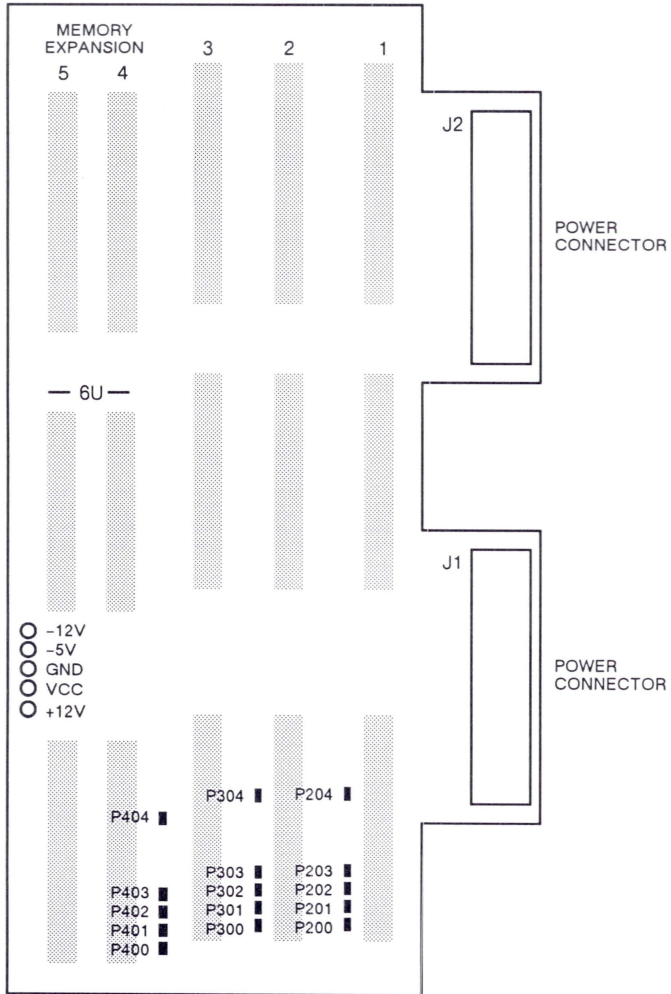 MEMORY
EXPANSION
5 4 3 2 1
J2
POWER
CONNECTOR
6U
J1
-12V
-5V
GND
VCC
+12V
POWER
CONNECTOR
P304 P204
P404
P303 P203
P403 P302 P202
P402 P301 P201
P401 P300 P200
P400